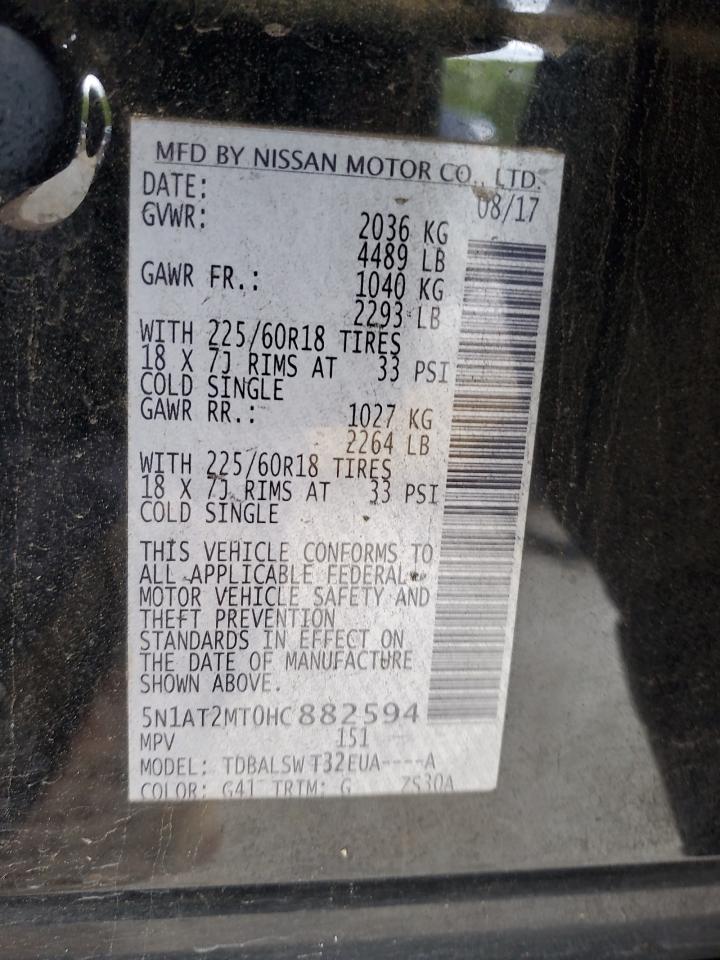 MFD BY NISSAN MOTOR CO., LTD.
DATE: 08/17
GVWR: 2036 KG
4489 LB
GAWR FR.: 1040 KG
2293 LB
WITH 225/60R18 TIRES
18 X 7J RIMS AT 33 PSI
COLD SINGLE
GAWR RR.: 1027 KG
2264 LB
WITH 225/60R18 TIRES
18 X 7J RIMS AT 33 PSI
COLD SINGLE
THIS VEHICLE CONFORMS TO
ALL APPLICABLE FEDERAL
MOTOR VEHICLE SAFETY AND
THEFT PREVENTION
STANDARDS IN EFFECT ON
THE DATE OF MANUFACTURE
SHOWN ABOVE.
5N1AT2MT0HC882594
MPV 151
MODEL: TDBALSWT32EUA----A
COLOR: G41 TRIM: G ZS30A